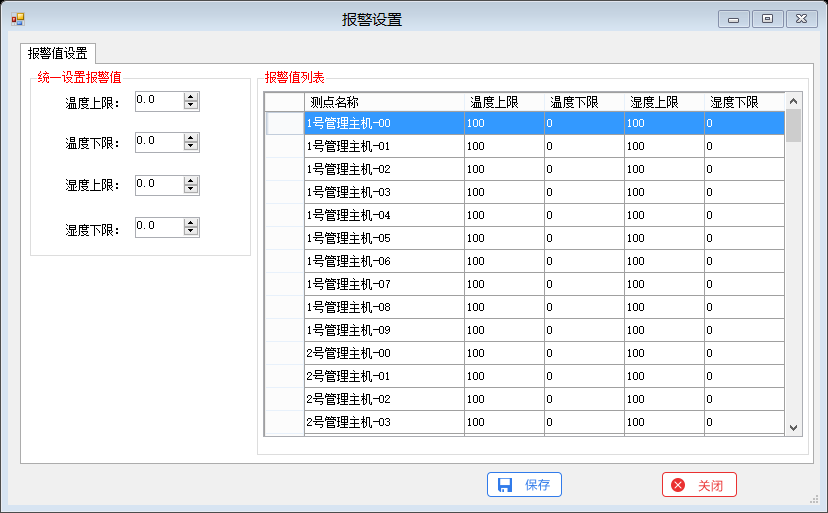 报警设置
报警值设置
统一设置报警值
温度上限： 0.0
温度下限： 0.0
湿度上限： 0.0
湿度下限： 0.0
报警值列表
测点名称 温度上限 温度下限 湿度上限 湿度下限
1号管理主机-00 100 0 100 0
1号管理主机-01 100 0 100 0
1号管理主机-02 100 0 100 0
1号管理主机-03 100 0 100 0
1号管理主机-04 100 0 100 0
1号管理主机-05 100 0 100 0
1号管理主机-06 100 0 100 0
1号管理主机-07 100 0 100 0
1号管理主机-08 100 0 100 0
1号管理主机-09 100 0 100 0
2号管理主机-00 100 0 100 0
2号管理主机-01 100 0 100 0
2号管理主机-02 100 0 100 0
2号管理主机-03 100 0 100 0
保存 关闭